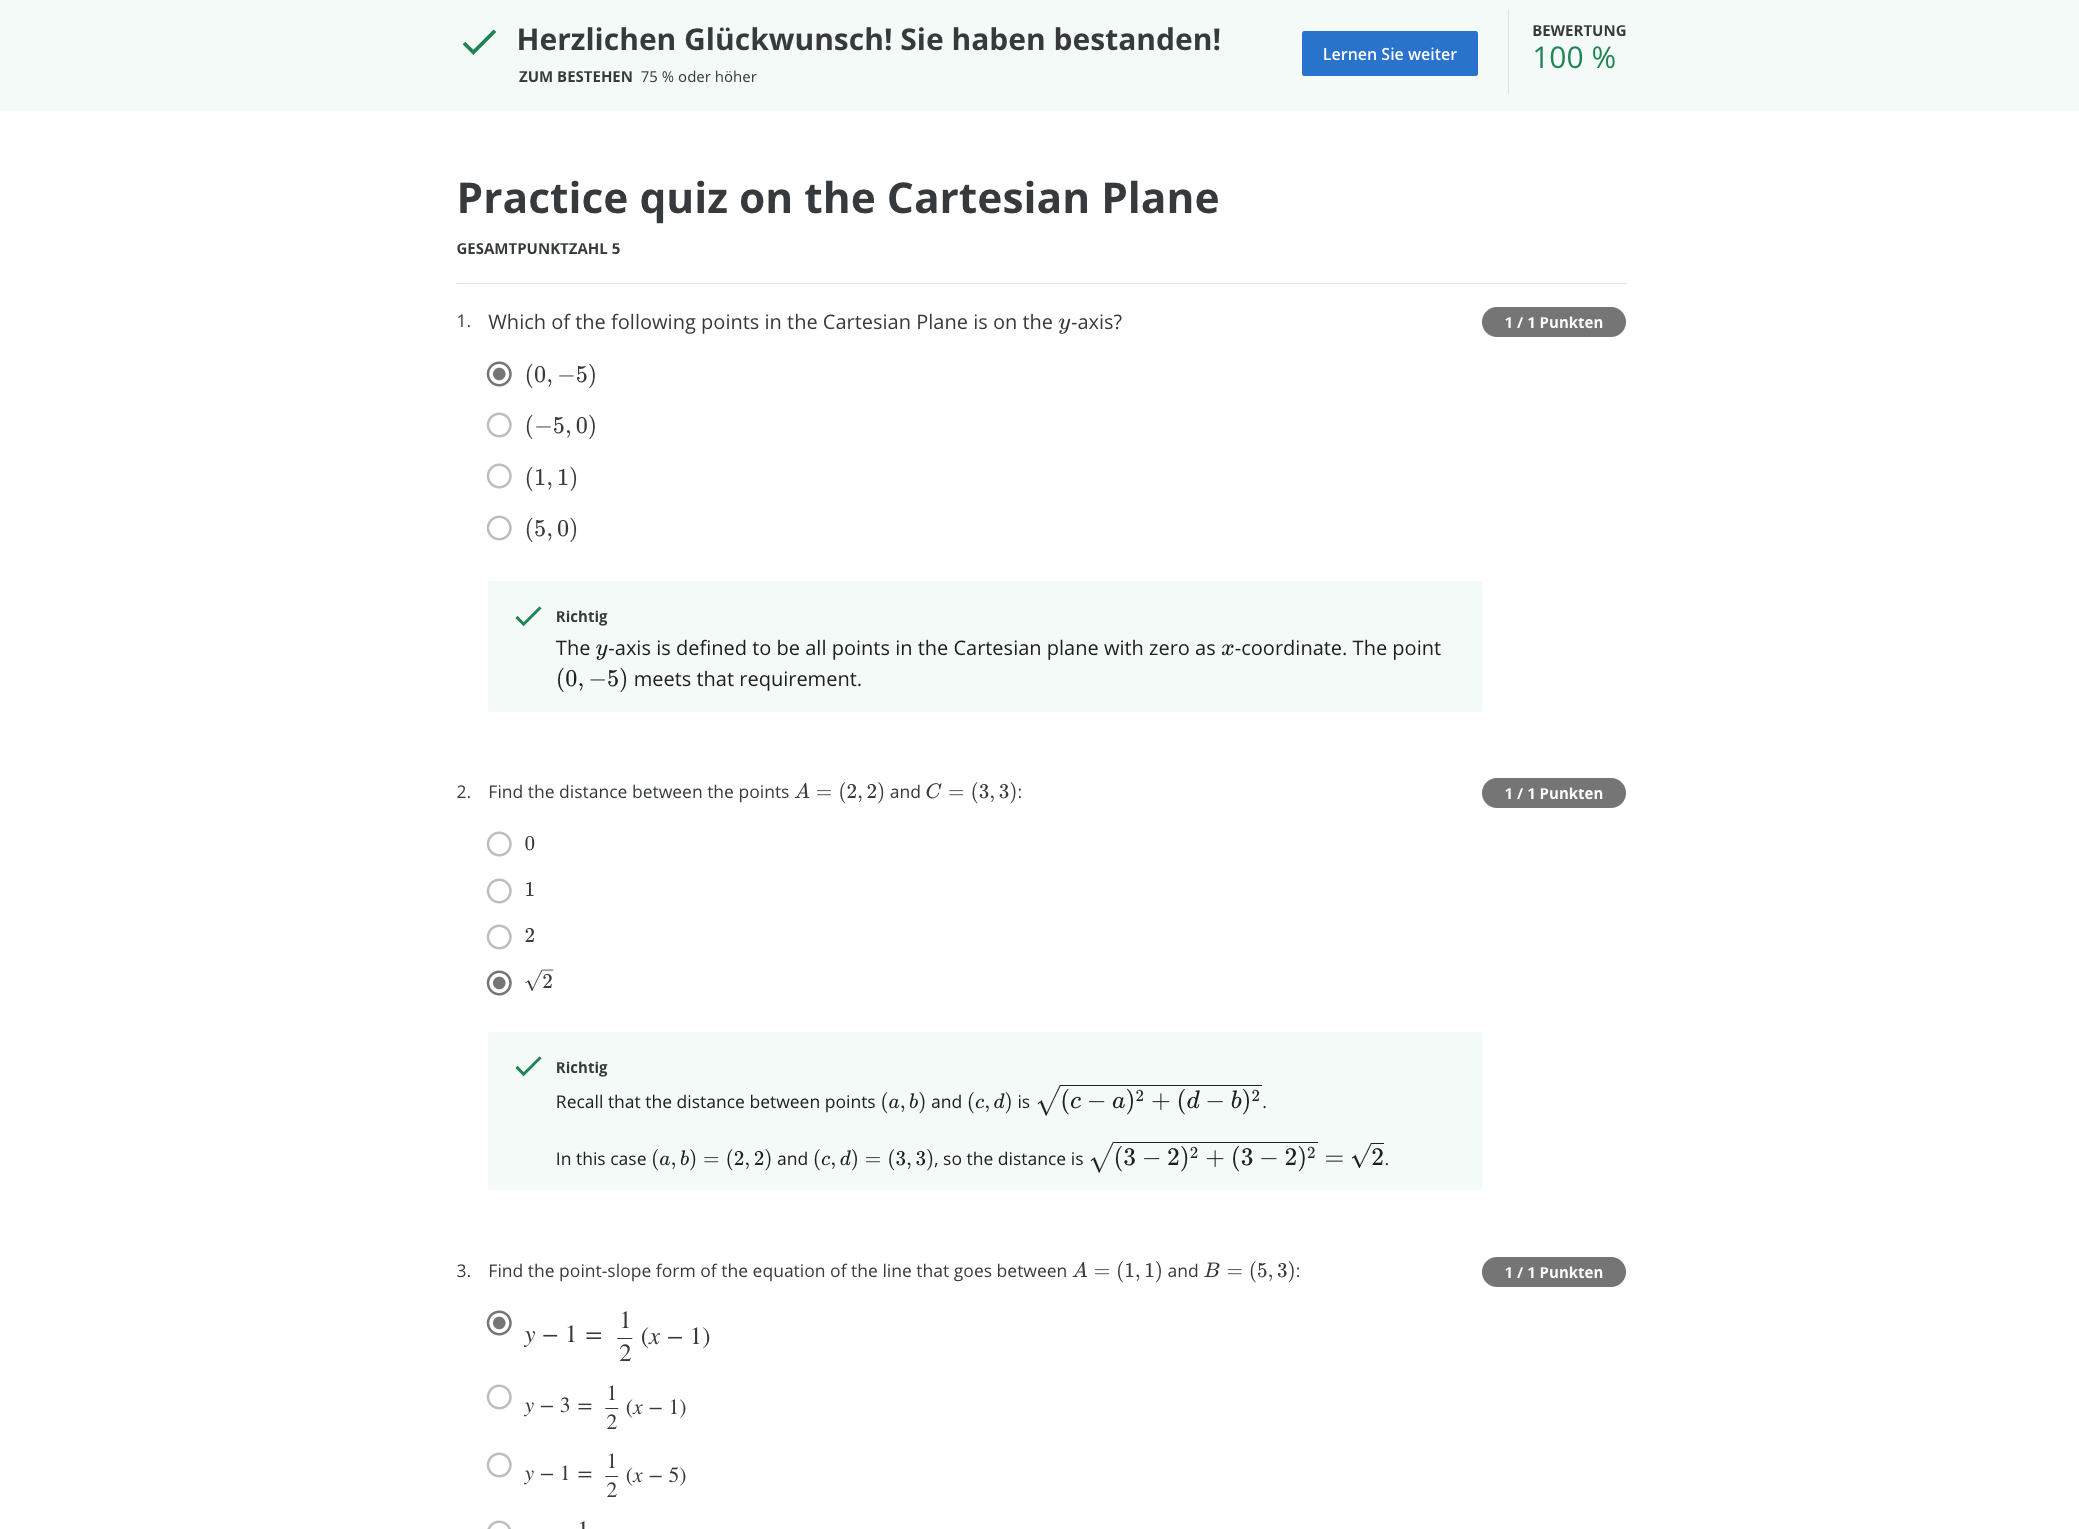 Herzlichen Glückwunsch! Sie haben bestanden!
ZUM BESTEHEN 75 % oder höher
Lernen Sie weiter
BEWERTUNG
100 %
Practice quiz on the Cartesian Plane
GESAMTPUNKTZAHL 5
1. Which of the following points in the Cartesian Plane is on the y-axis?
1 / 1 Punkten
(0, −5)
(−5, 0)
(1, 1)
(5, 0)
Richtig
The y-axis is defined to be all points in the Cartesian plane with zero as x-coordinate. The point
(0, −5) meets that requirement.
2. Find the distance between the points A = (2, 2) and C = (3, 3):
1 / 1 Punkten
0
1
2
√2
Richtig
Recall that the distance between points (a, b) and (c, d) is √(c − a)² + (d − b)².
In this case (a, b) = (2, 2) and (c, d) = (3, 3), so the distance is √(3 − 2)² + (3 − 2)² = √2.
3. Find the point-slope form of the equation of the line that goes between A = (1, 1) and B = (5, 3):
1 / 1 Punkten
y − 1 = 1/2 (x − 1)
y − 3 = 1/2 (x − 1)
y − 1 = 1/2 (x − 5)